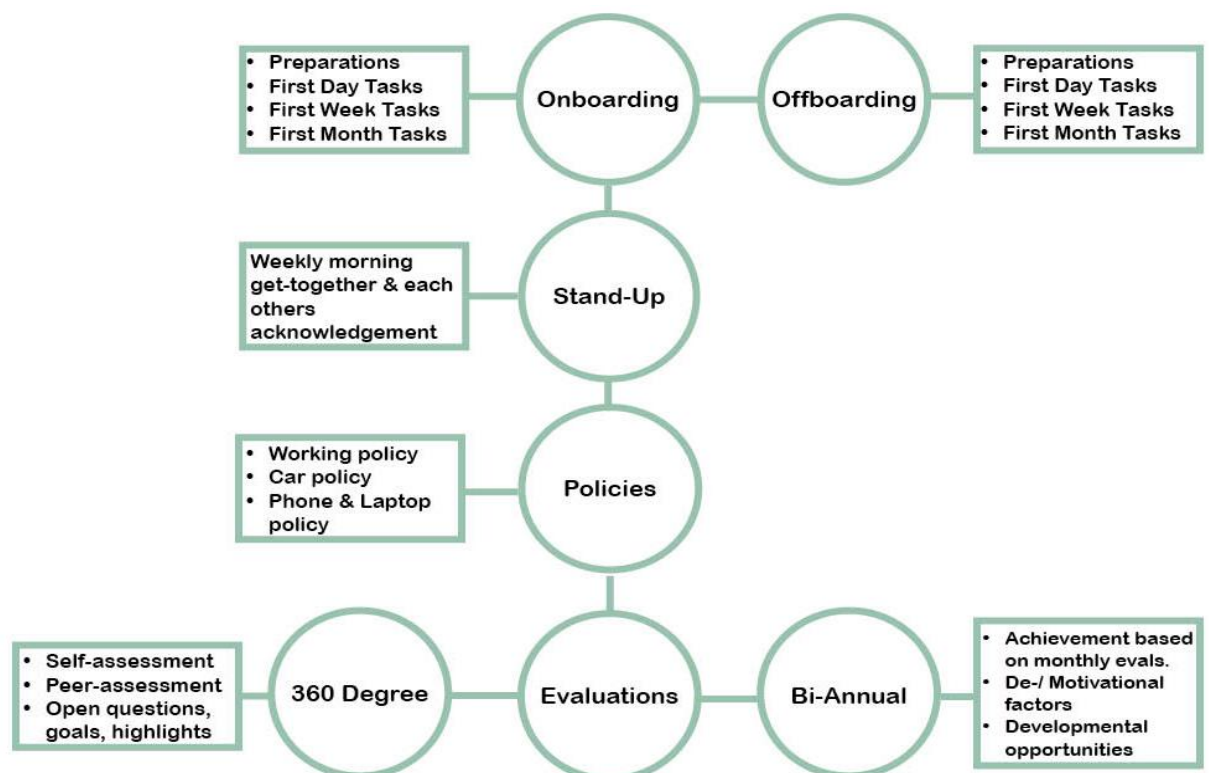 • Preparations
• First Day Tasks
• First Week Tasks
• First Month Tasks
Onboarding
Offboarding
• Preparations
• First Day Tasks
• First Week Tasks
• First Month Tasks
Weekly morning
get-together & each
others
acknowledgement
Stand-Up
• Working policy
• Car policy
• Phone & Laptop
policy
Policies
• Self-assessment
• Peer-assessment
• Open questions,
goals, highlights
360 Degree
Evaluations
Bi-Annual
• Achievement based
on monthly evals.
• De-/ Motivational
factors
• Developmental
opportunities